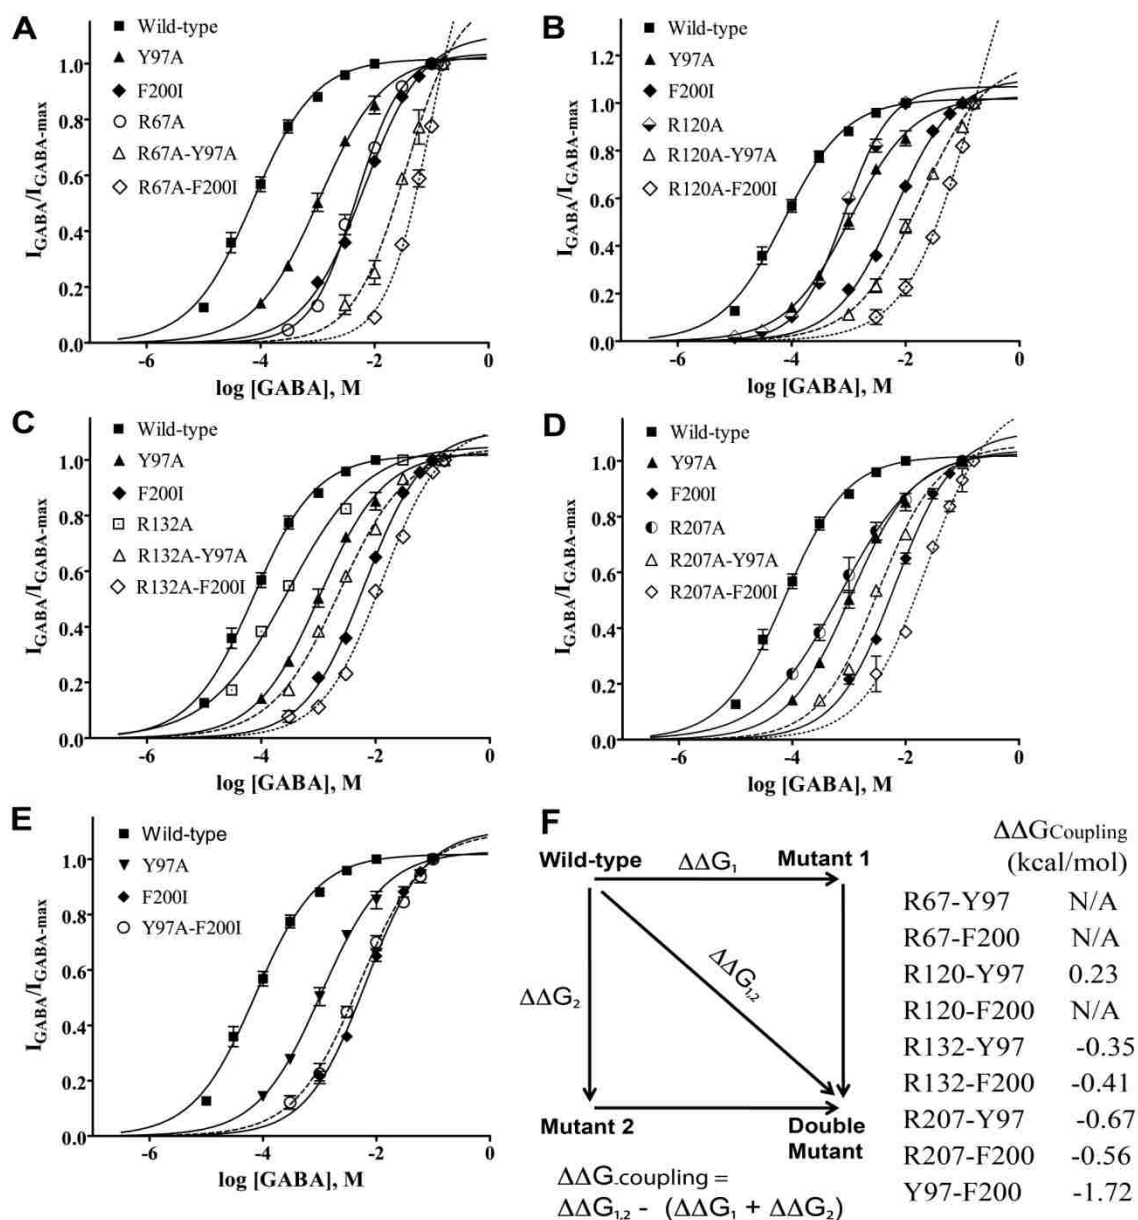 A
Wild-type
Y97A
F200I
R67A
R67A-Y97A
R67A-F200I
1.0
0.8
0.6
0.4
0.2
0.0
-6
-4
-2
0
I GABA/I GABA-max
log [GABA], M
B
Wild-type
Y97A
F200I
R120A
R120A-Y97A
R120A-F200I
1.2
1.0
0.8
0.6
0.4
0.2
0.0
-6
-4
-2
0
I GABA/I GABA-max
log [GABA], M
C
Wild-type
Y97A
F200I
R132A
R132A-Y97A
R132A-F200I
1.0
0.8
0.6
0.4
0.2
0.0
-6
-4
-2
0
I GABA/I GABA-max
log [GABA], M
D
Wild-type
Y97A
F200I
R207A
R207A-Y97A
R207A-F200I
1.0
0.8
0.6
0.4
0.2
0.0
-6
-4
-2
0
I GABA/I GABA-max
log [GABA], M
E
Wild-type
Y97A
F200I
Y97A-F200I
1.0
0.8
0.6
0.4
0.2
0.0
-6
-4
-2
0
I GABA/I GABA-max
log [GABA], M
F
Wild-type
ΔΔG1
Mutant 1
ΔΔG2
ΔΔG1,2
Mutant 2
Double
Mutant
ΔΔG-coupling =
ΔΔG1,2 - (ΔΔG1 + ΔΔG2)
ΔΔGCoupling
(kcal/mol)
R67-Y97 N/A
R67-F200 N/A
R120-Y97 0.23
R120-F200 N/A
R132-Y97 -0.35
R132-F200 -0.41
R207-Y97 -0.67
R207-F200 -0.56
Y97-F200 -1.72